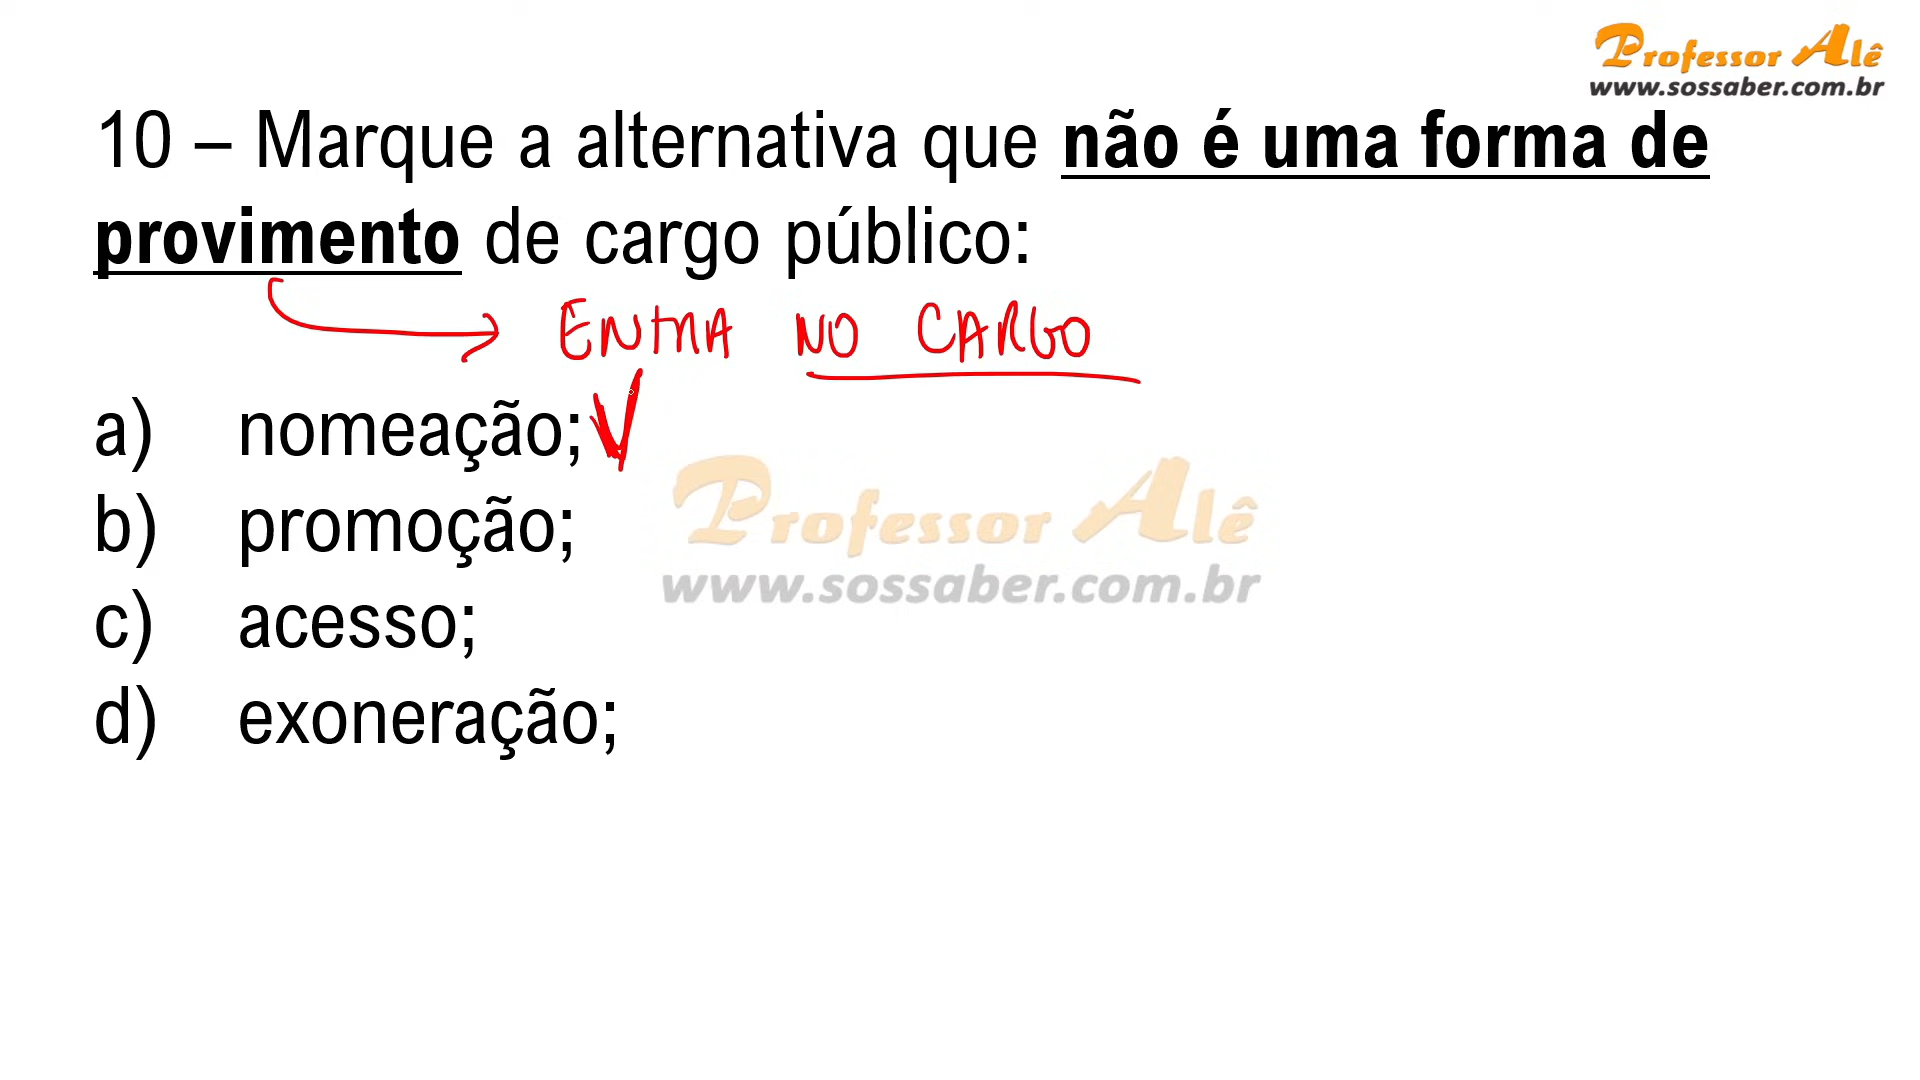 Professor Alê
www.sossaber.com.br
10 – Marque a alternativa que não é uma forma de
provimento de cargo público:
ENTRA NO CARGO
a) nomeação;
b) promoção;
c) acesso;
d) exoneração;
Professor Alê
www.sossaber.com.br